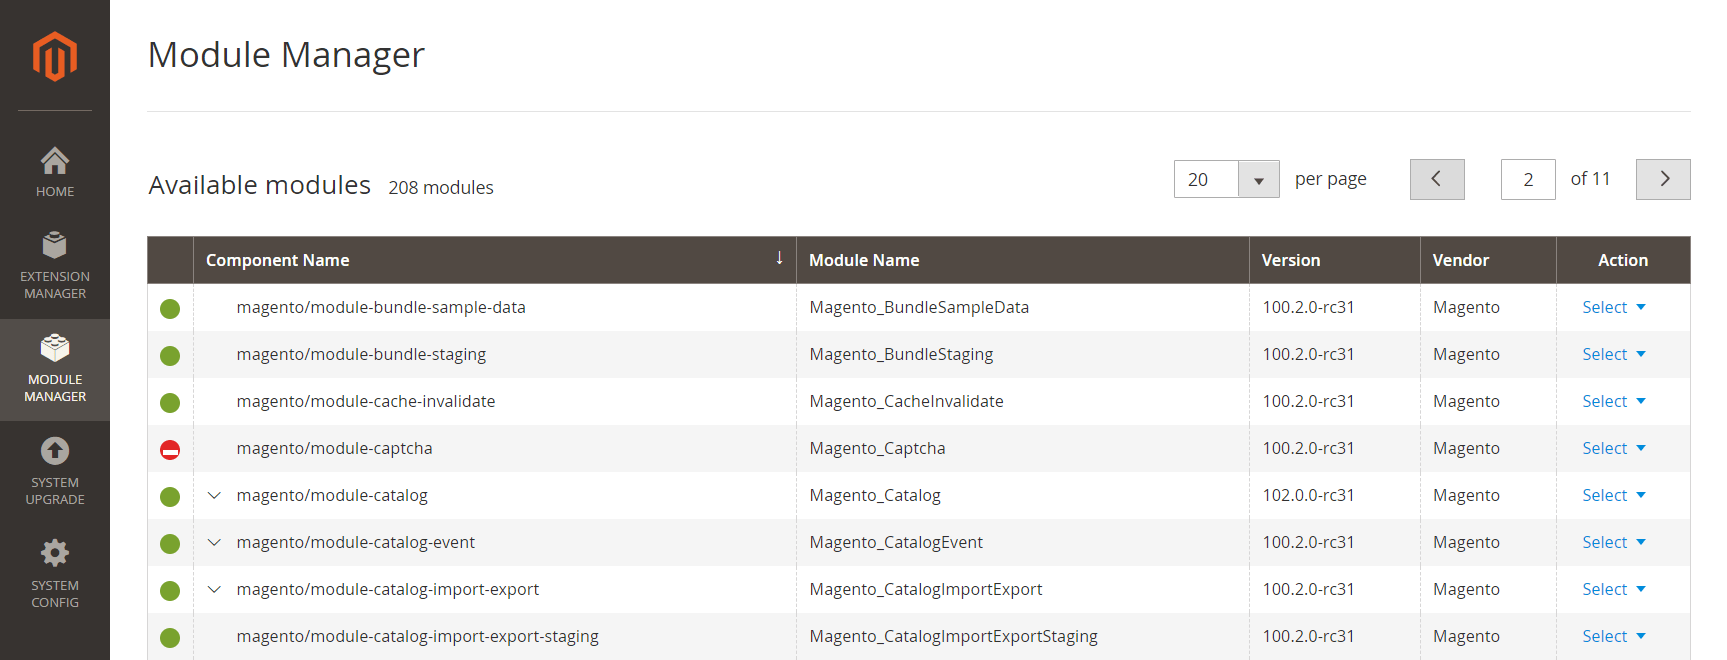 Module Manager
HOME
EXTENSION
MANAGER
MODULE
MANAGER
SYSTEM
UPGRADE
SYSTEM
CONFIG
Available modules 208 modules 20 per page 2 of 11
Component Name ↓ Module Name Version Vendor Action
magento/module-bundle-sample-data Magento_BundleSampleData 100.2.0-rc31 Magento Select
magento/module-bundle-staging Magento_BundleStaging 100.2.0-rc31 Magento Select
magento/module-cache-invalidate Magento_CacheInvalidate 100.2.0-rc31 Magento Select
magento/module-captcha Magento_Captcha 100.2.0-rc31 Magento Select
magento/module-catalog Magento_Catalog 102.0.0-rc31 Magento Select
magento/module-catalog-event Magento_CatalogEvent 100.2.0-rc31 Magento Select
magento/module-catalog-import-export Magento_CatalogImportExport 100.2.0-rc31 Magento Select
magento/module-catalog-import-export-staging Magento_CatalogImportExportStaging 100.2.0-rc31 Magento Select